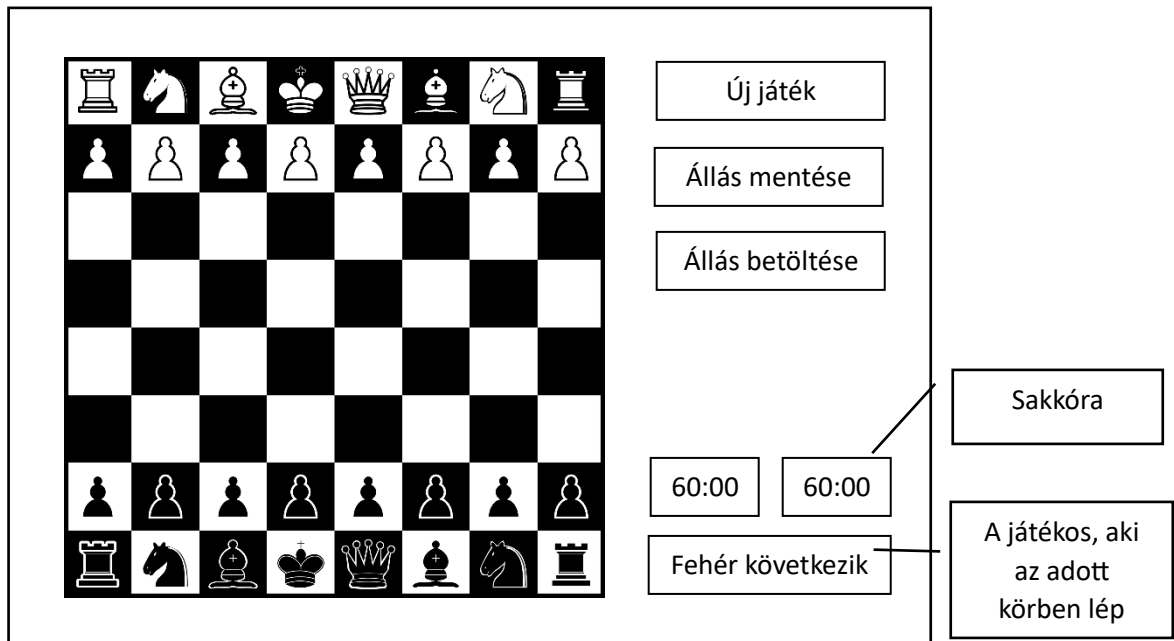 Új játék
Állás mentése
Állás betöltése
Sakkóra
60:00 60:00
Fehér következik
A játékos, aki
az adott
körben lép